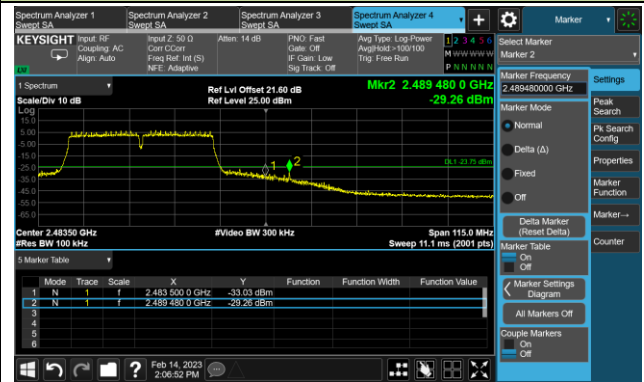 Spectrum Analyzer 1
Swept SA
Spectrum Analyzer 2
Swept SA
Spectrum Analyzer 3
Swept SA
Spectrum Analyzer 4
Swept SA
Marker
KEYSIGHT
Input: RF
Coupling: AC
Align: Auto
Input Z: 50 Ω
Corr CCorr
Freq Ref: Int (S)
NFE: Adaptive
Atten: 14 dB
PNO: Fast
Gate: Off
IF Gain: Low
Sig Track: Off
Avg Type: Log-Power
Avg|Hold >100/100
Trig: Free Run
1 2 3 4 5 6
M W W W W W
P N N N N N
LNI
Select Marker
Marker 2
1 Spectrum
Scale/Div 10 dB
Log
Ref Lvl Offset 21.60 dB
Ref Level 25.00 dBm
Mkr2 2.489 480 0 GHz
-29.26 dBm
15.0
5.00
-5.00
-15.0
-25.0
-35.0
-45.0
-55.0
-65.0
1
2
DL1 -23.75 dBm
Center 2.48350 GHz
#Res BW 100 kHz
#Video BW 300 kHz
Span 115.0 MHz
Sweep 11.1 ms (2001 pts)
5 Marker Table
Mode Trace Scale X Y Function Function Width Function Value
1 N 1 f 2.483 500 0 GHz -33.03 dBm
2 N 1 f 2.489 480 0 GHz -29.26 dBm
3
4
5
6
Marker Frequency
2.489480000 GHz
Marker Mode
Normal
Delta (Δ)
Fixed
Off
Delta Marker
(Reset Delta)
Marker Table
On
Off
Marker Settings
Diagram
All Markers Off
Couple Markers
On
Off
Settings
Peak
Search
Pk Search
Config
Properties
Marker
Function
Marker→
Counter
Feb 14, 2023
2:06:52 PM